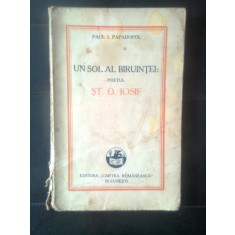 PAUL I. PAPADOPOL
UN SOL AL BIRUINȚEI:
POETUL
ȘT. O. IOSIF
EDITURA „CARTEA ROMÂNEASCĂ”
BUCUREȘTI